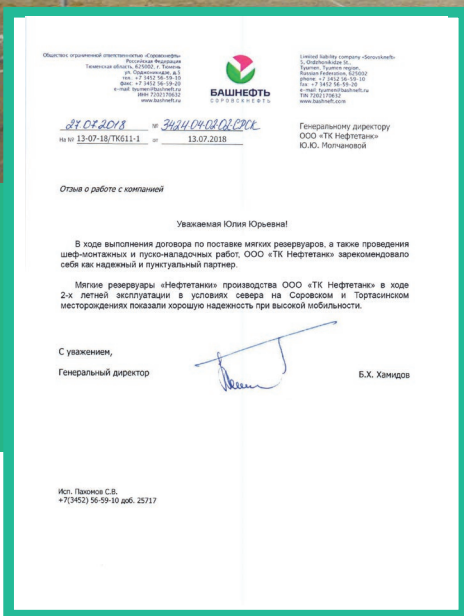 Общество с ограниченной ответственностью «Соровскнефть»
Российская Федерация
Тюменская область, 625002, г. Тюмень
ул. Орджоникидзе, д.5
тел. +7 3452 56-59-10
факс: +7 3452 56-59-20
e-mail: tyumen@bashneft.ru
ИНН 7202170632
www.bashneft.ru
БАШНЕФТЬ
СОРОВСКНЕФТЬ
Limited liability company «Sorovskneft»
5, Ordzhonikidze St.,
Tyumen, Tyumen region,
Russian Federation, 625002
phone: +7 3452 56-59-10
fax: +7 3452 56-59-20
e-mail: tyumen@bashneft.ru
TIN 7202170632
www.bashneft.com
27.07.2018 №
На № 13-07-18/ТК611-1 от 13.07.2018
Генеральному директору
ООО «ТК Нефтетанк»
Ю.Ю. Молчановой
Отзыв о работе с компанией
Уважаемая Юлия Юрьевна!
В ходе выполнения договора по поставке мягких резервуаров, а также проведения
шеф-монтажных и пуско-наладочных работ, ООО «ТК Нефтетанк» зарекомендовало
себя как надежный и пунктуальный партнер.
Мягкие резервуары «Нефтетанки» производства ООО «ТК Нефтетанк» в ходе
2-х летней эксплуатации в условиях севера на Соровском и Тортасинском
месторождениях показали хорошую надежность при высокой мобильности.
С уважением,
Генеральный директор
Б.Х. Хамидов
Исп. Пахомов С.В.
+7(3452) 56-59-10 доб. 25717